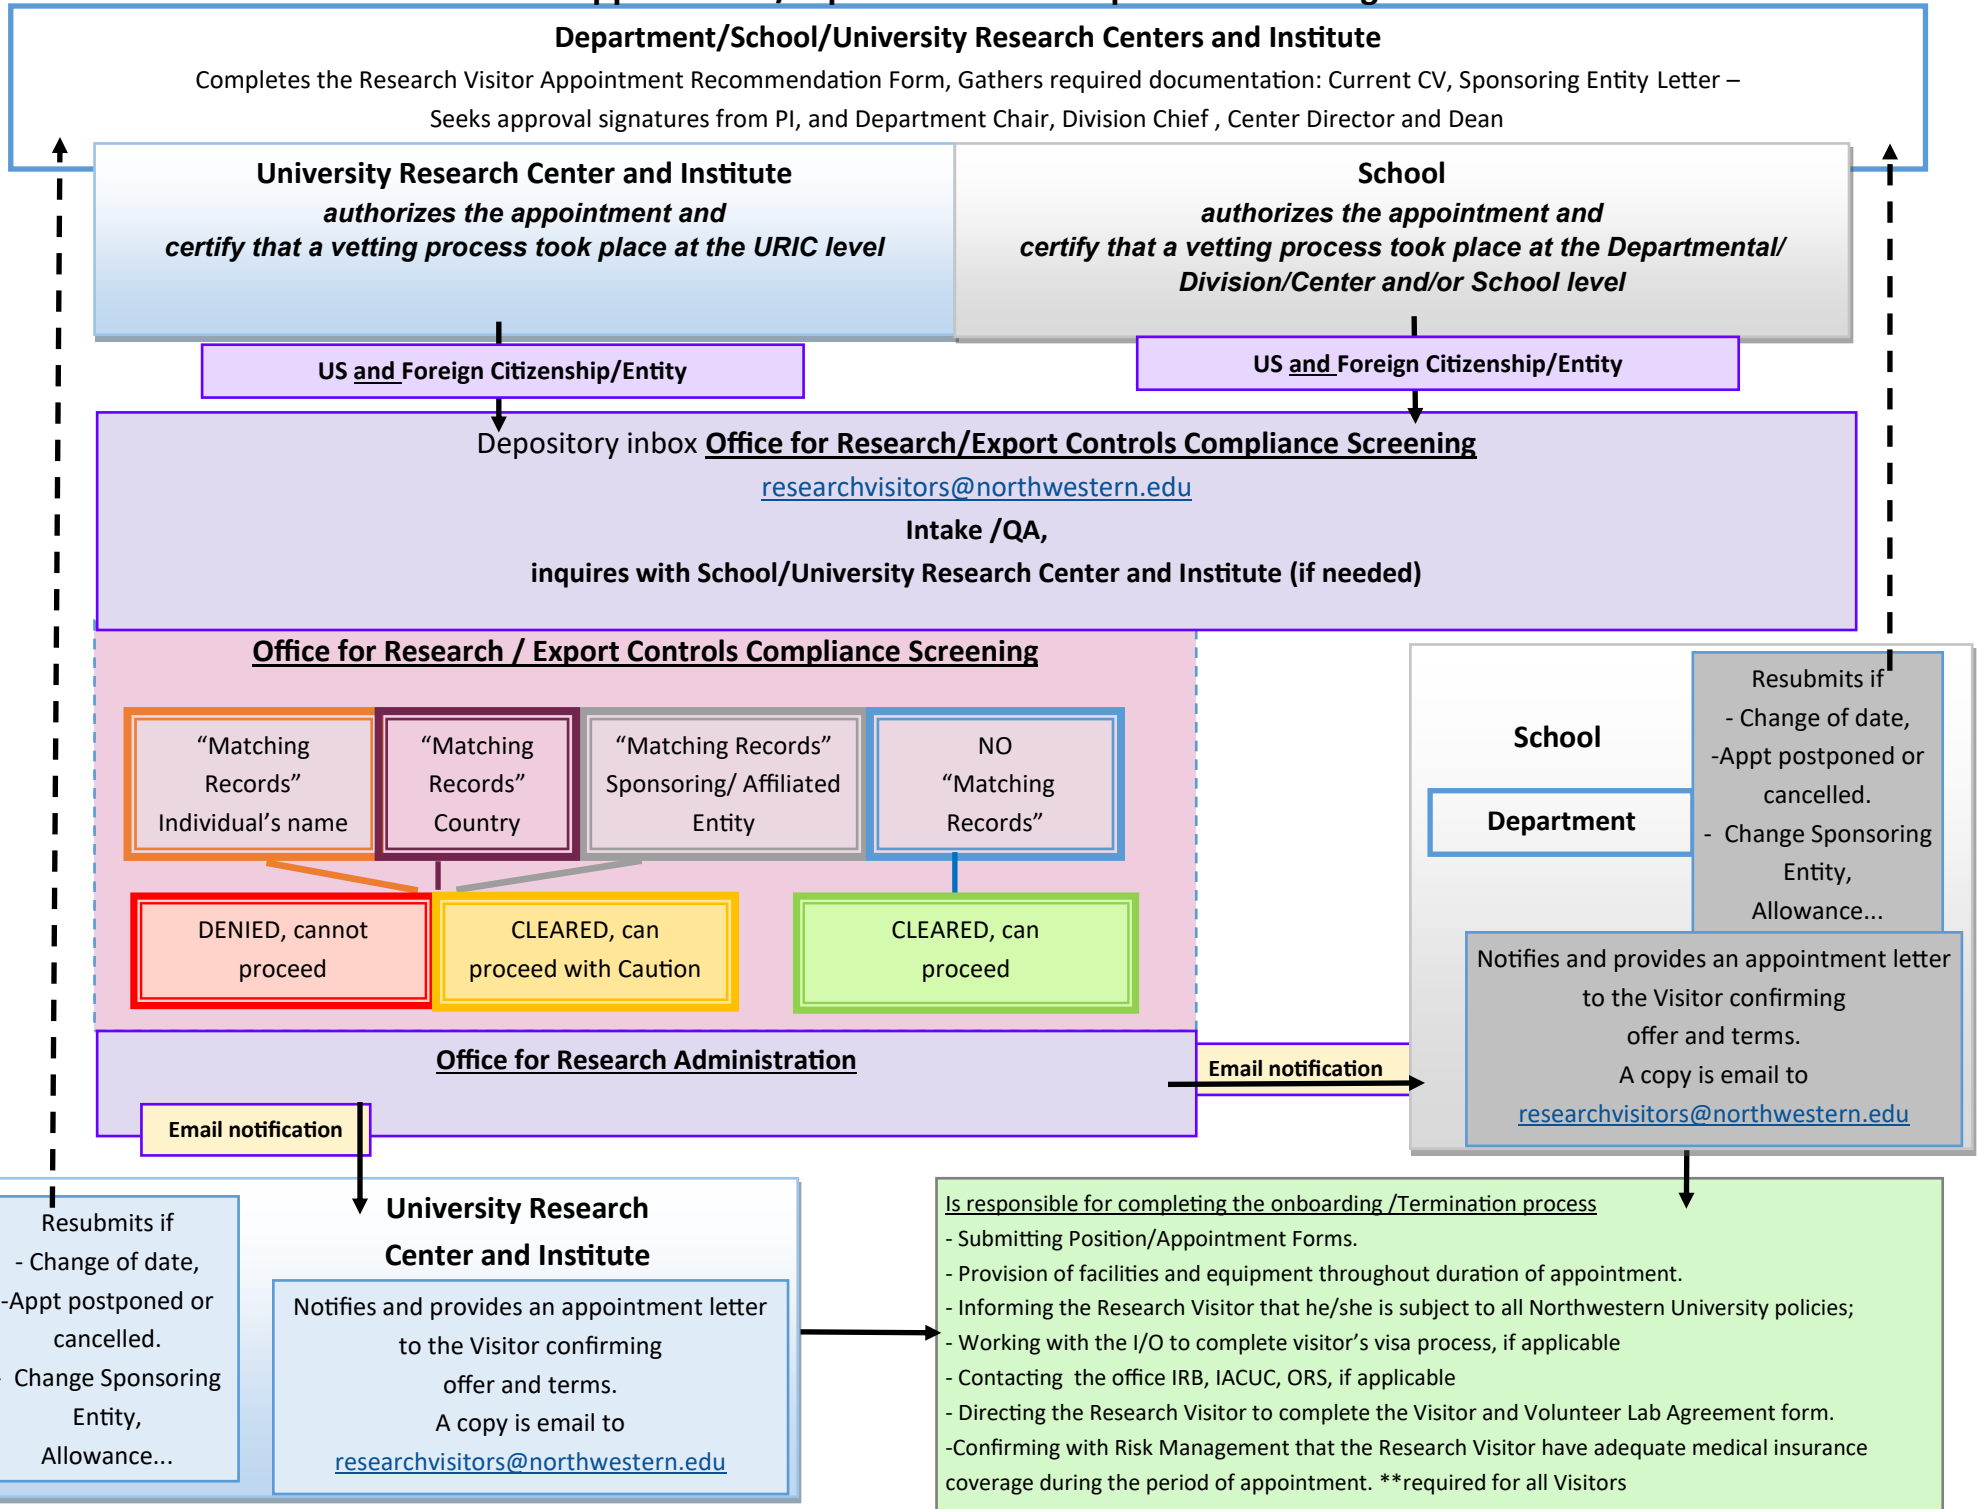 Department/School/University Research Centers and Institute
Completes the Research Visitor Appointment Recommendation Form, Gathers required documentation: Current CV, Sponsoring Entity Letter –
Seeks approval signatures from PI, and Department Chair, Division Chief , Center Director and Dean
University Research Center and Institute
authorizes the appointment and
certify that a vetting process took place at the URIC level
School
authorizes the appointment and
certify that a vetting process took place at the Departmental/
Division/Center and/or School level
US and Foreign Citizenship/Entity
US and Foreign Citizenship/Entity
Depository inbox Office for Research/Export Controls Compliance Screening
researchvisitors@northwestern.edu
Intake /QA,
inquires with School/University Research Center and Institute (if needed)
Office for Research / Export Controls Compliance Screening
“Matching
Records”
Individual’s name
“Matching
Records”
Country
“Matching Records”
Sponsoring/ Affiliated
Entity
NO
“Matching
Records”
DENIED, cannot
proceed
CLEARED, can
proceed with Caution
CLEARED, can
proceed
School
Department
Resubmits if
- Change of date,
-Appt postponed or
cancelled.
- Change Sponsoring
Entity,
Allowance...
Notifies and provides an appointment letter
to the Visitor confirming
offer and terms.
A copy is email to
researchvisitors@northwestern.edu
Office for Research Administration
Email notification
Email notification
Resubmits if
- Change of date,
-Appt postponed or
cancelled.
- Change Sponsoring
Entity,
Allowance...
University Research
Center and Institute
Notifies and provides an appointment letter
to the Visitor confirming
offer and terms.
A copy is email to
researchvisitors@northwestern.edu
Is responsible for completing the onboarding /Termination process
- Submitting Position/Appointment Forms.
- Provision of facilities and equipment throughout duration of appointment.
- Informing the Research Visitor that he/she is subject to all Northwestern University policies;
- Working with the I/O to complete visitor’s visa process, if applicable
- Contacting the office IRB, IACUC, ORS, if applicable
- Directing the Research Visitor to complete the Visitor and Volunteer Lab Agreement form.
-Confirming with Risk Management that the Research Visitor have adequate medical insurance
coverage during the period of appointment. **required for all Visitors